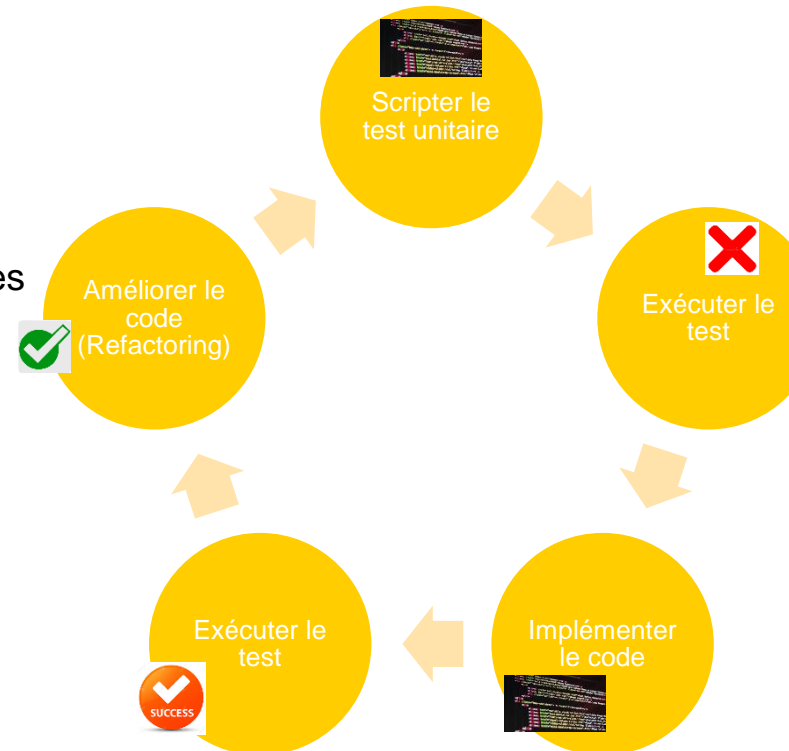 Scripter le
test unitaire
Exécuter le
test
Implémenter
le code
Exécuter le
test
SUCCESS
es
Améliorer le
code
(Refactoring)